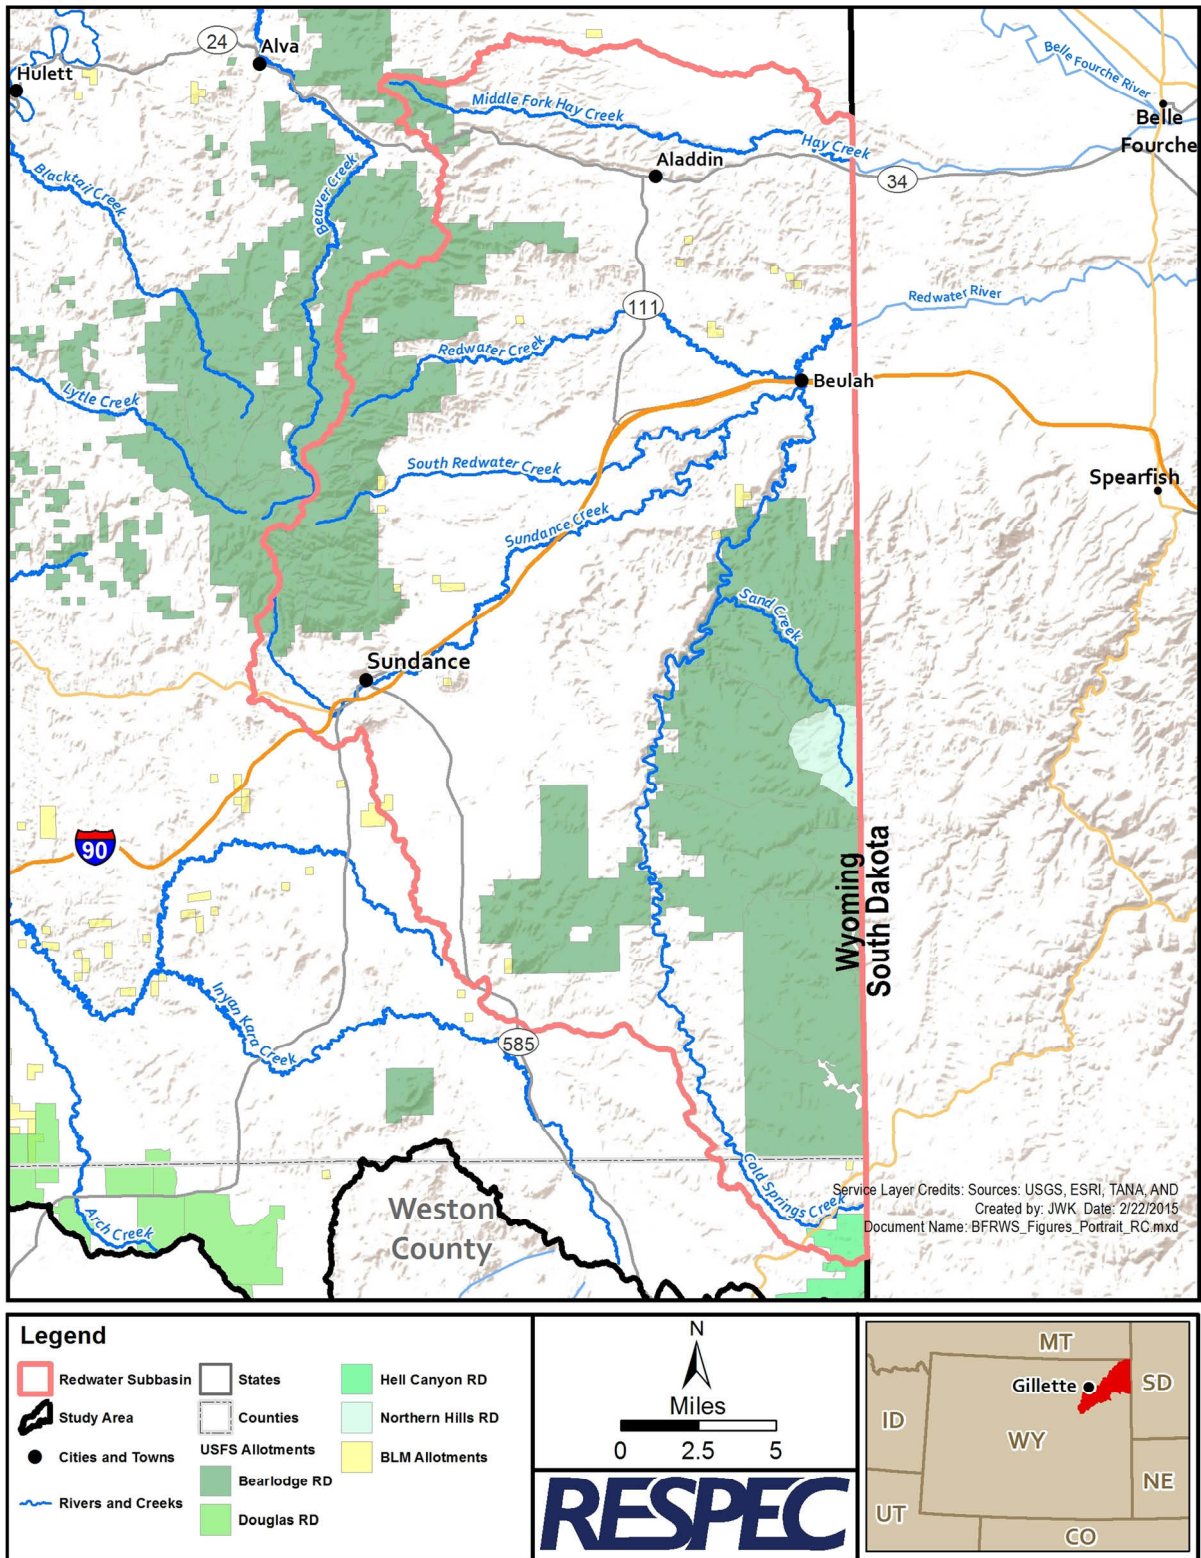 24
Alva
Hulett
Belle Fourche River
Middle Fork Hay Creek
Belle
Fourche
Hay Creek
Beaver Creek
Aladdin
Blacktail Creek
34
Redwater River
111
Redwater Creek
Beulah
Lytle Creek
South Redwater Creek
Spearfish
Sundance Creek
Sand Creek
Sundance
90
Wyoming
South Dakota
Inyan Kara Creek
585
Cold Springs Creek
Service Layer Credits: Sources: USGS, ESRI, TANA, AND
Created by: JWK Date: 2/22/2015
Document Name: BFRWS_Figures_Portrait_RC.mxd
Weston
County
Arch Creek
Legend
Redwater Subbasin
Study Area
Cities and Towns
Rivers and Creeks
States
Counties
USFS Allotments
Bearlodge RD
Douglas RD
Hell Canyon RD
Northern Hills RD
BLM Allotments
N
Miles
0 2.5 5
RESPEC
MT
Gillette
SD
ID
WY
NE
UT
CO